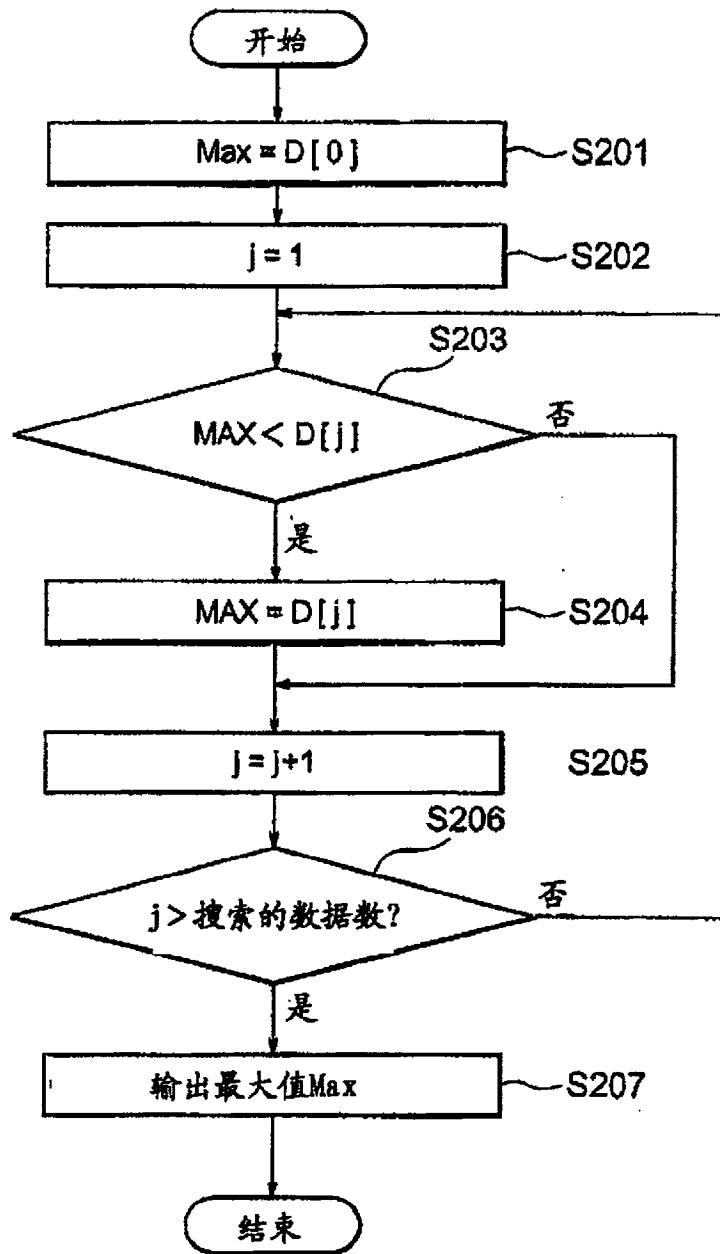 开始
Max = D [ 0 ]
S201
j = 1
S202
S203
MAX < D [ j ]
否
是
MAX = D [ j ]
S204
j = j+1
S205
S206
j > 搜索的数据数?
否
是
输出最大值Max
S207
结束